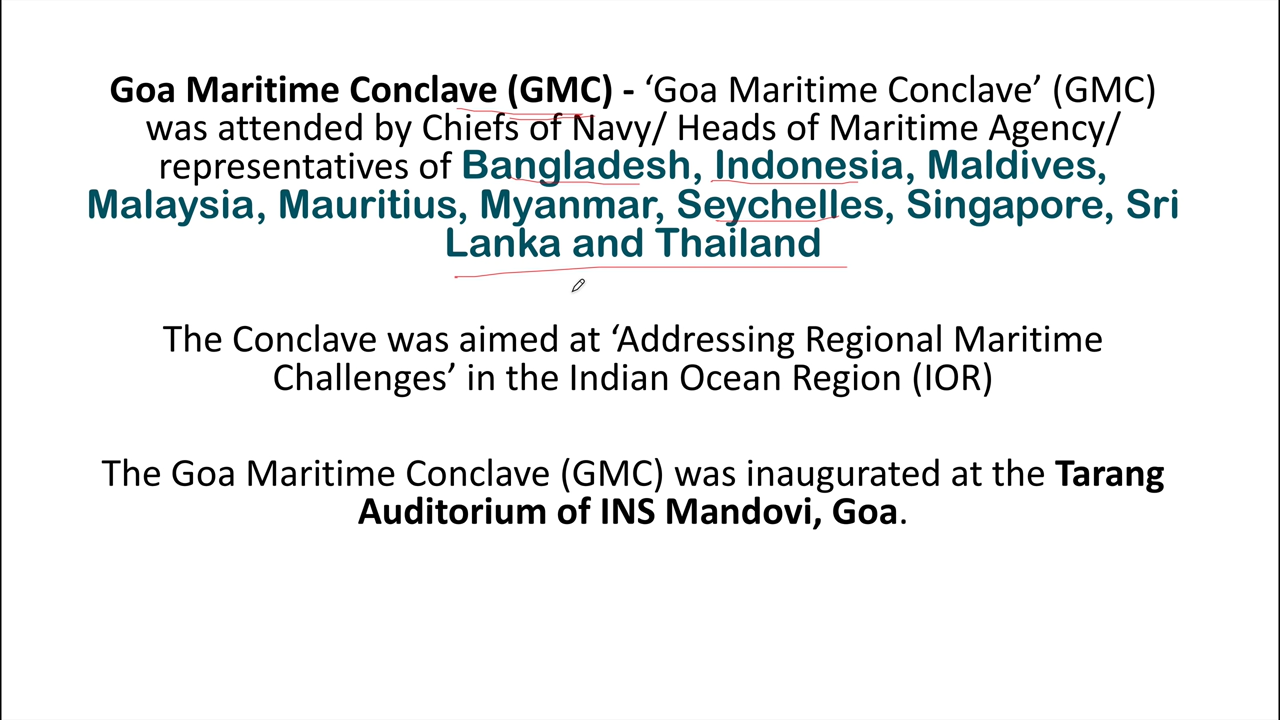 Goa Maritime Conclave (GMC) - ‘Goa Maritime Conclave’ (GMC)
was attended by Chiefs of Navy/ Heads of Maritime Agency/
representatives of Bangladesh, Indonesia, Maldives,
Malaysia, Mauritius, Myanmar, Seychelles, Singapore, Sri
Lanka and Thailand
The Conclave was aimed at ‘Addressing Regional Maritime
Challenges’ in the Indian Ocean Region (IOR)
The Goa Maritime Conclave (GMC) was inaugurated at the Tarang
Auditorium of INS Mandovi, Goa.